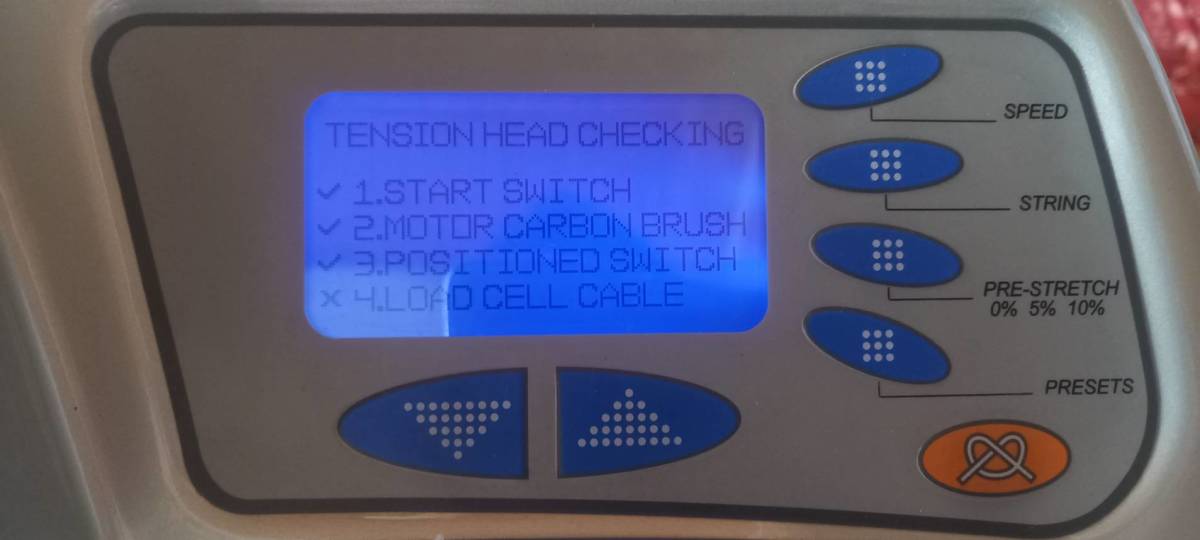 TENSION HEAD CHECKING
✓ 1.START SWITCH
✓ 2.MOTOR CARBON BRUSH
✓ 3.POSITIONED SWITCH
✕ 4.LOAD CELL CABLE
SPEED
STRING
PRE-STRETCH
0% 5% 10%
PRESETS